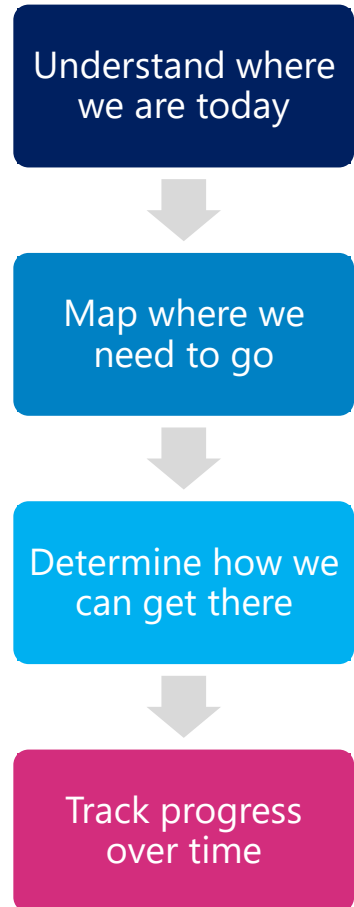 Understand where
we are today
Map where we
need to go
Determine how we
can get there
Track progress
over time